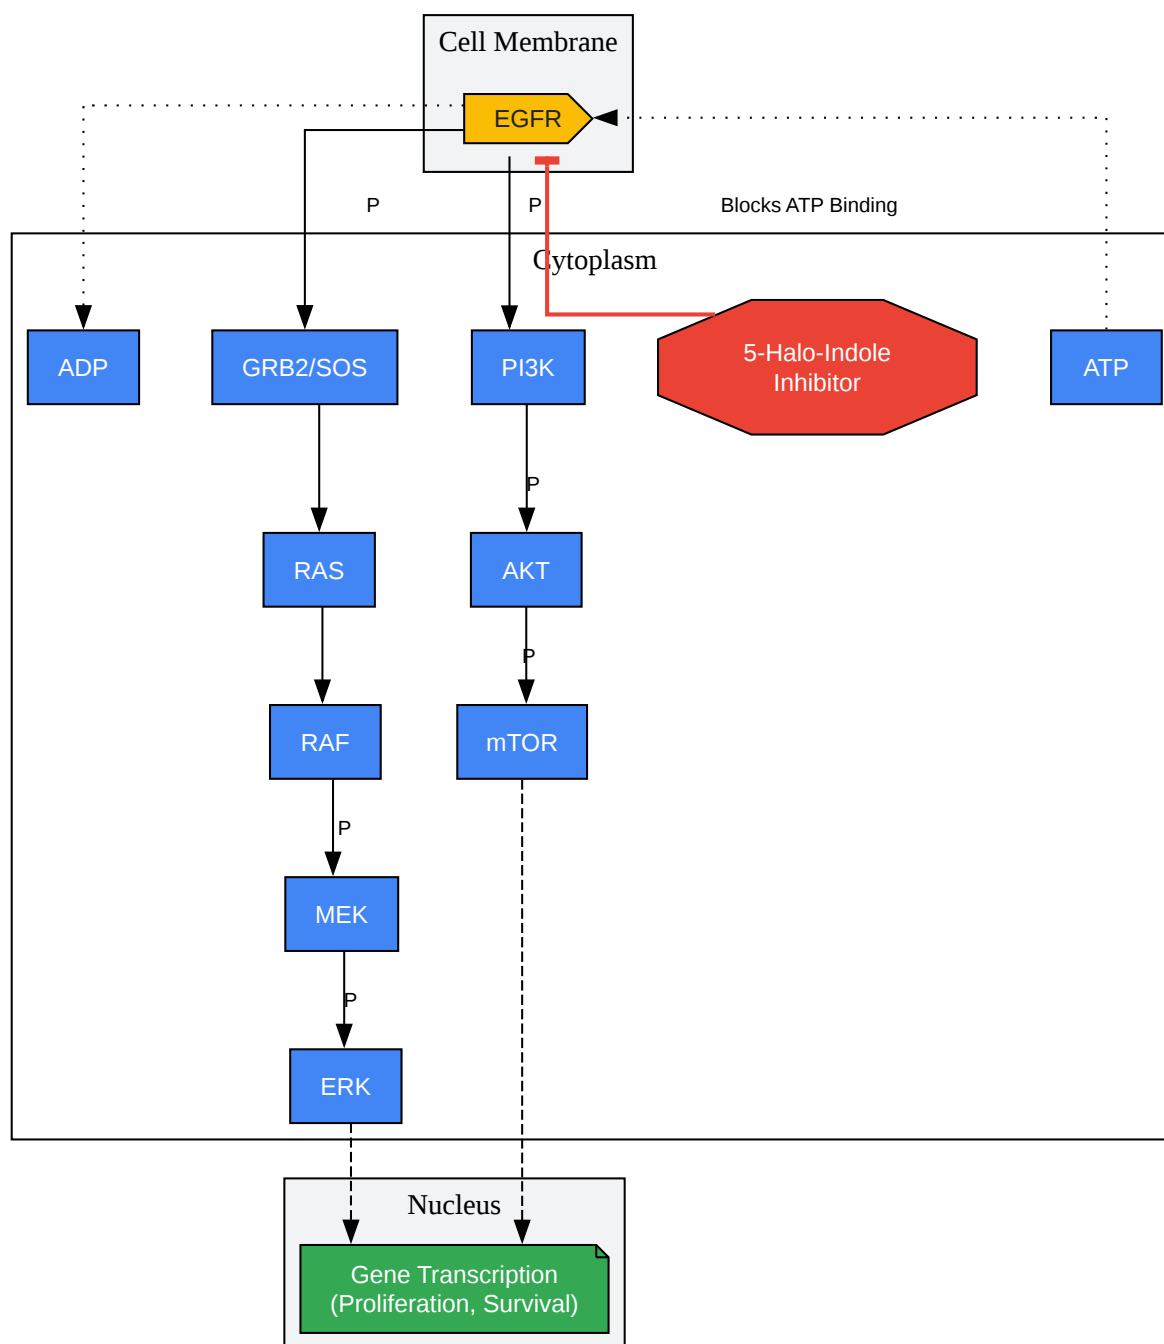 Cell Membrane
EGFR
P
P
Blocks ATP Binding
Cytoplasm
ADP
GRB2/SOS
PI3K
5-Halo-Indole
Inhibitor
ATP
P
RAS
AKT
P
RAF
mTOR
P
MEK
P
ERK
Nucleus
Gene Transcription
(Proliferation, Survival)